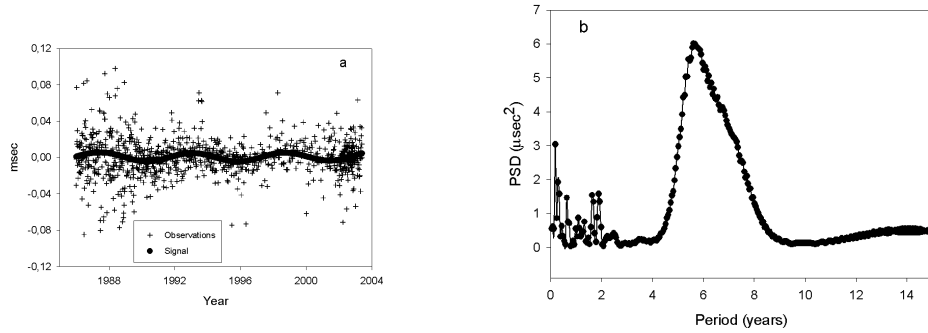 a
0,12
0,08
0,04
0,00
-0,04
-0,08
-0,12
msec
Observations
Signal
1988 1992 1996 2000 2004
Year
b
7
6
5
4
3
2
1
0
PSD (μsec²)
0 2 4 6 8 10 12 14
Period (years)